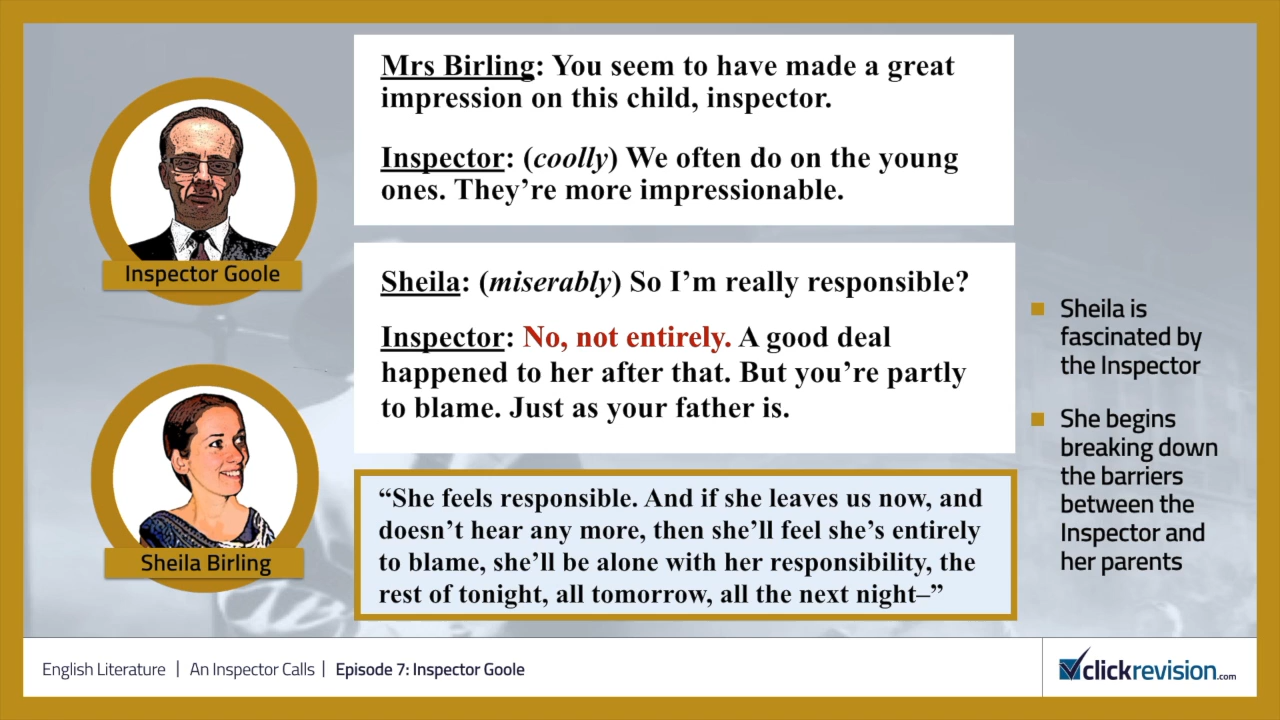 Mrs Birling: You seem to have made a great
impression on this child, inspector.
Inspector: (coolly) We often do on the young
ones. They’re more impressionable.
Inspector Goole
Sheila: (miserably) So I’m really responsible?
Inspector: No, not entirely. A good deal
happened to her after that. But you’re partly
to blame. Just as your father is.
Sheila Birling
“She feels responsible. And if she leaves us now, and
doesn’t hear any more, then she’ll feel she’s entirely
to blame, she’ll be alone with her responsibility, the
rest of tonight, all tomorrow, all the next night–”
Sheila is
fascinated by
the Inspector
She begins
breaking down
the barriers
between the
Inspector and
her parents
English Literature | An Inspector Calls | Episode 7: Inspector Goole
clickrevision.com